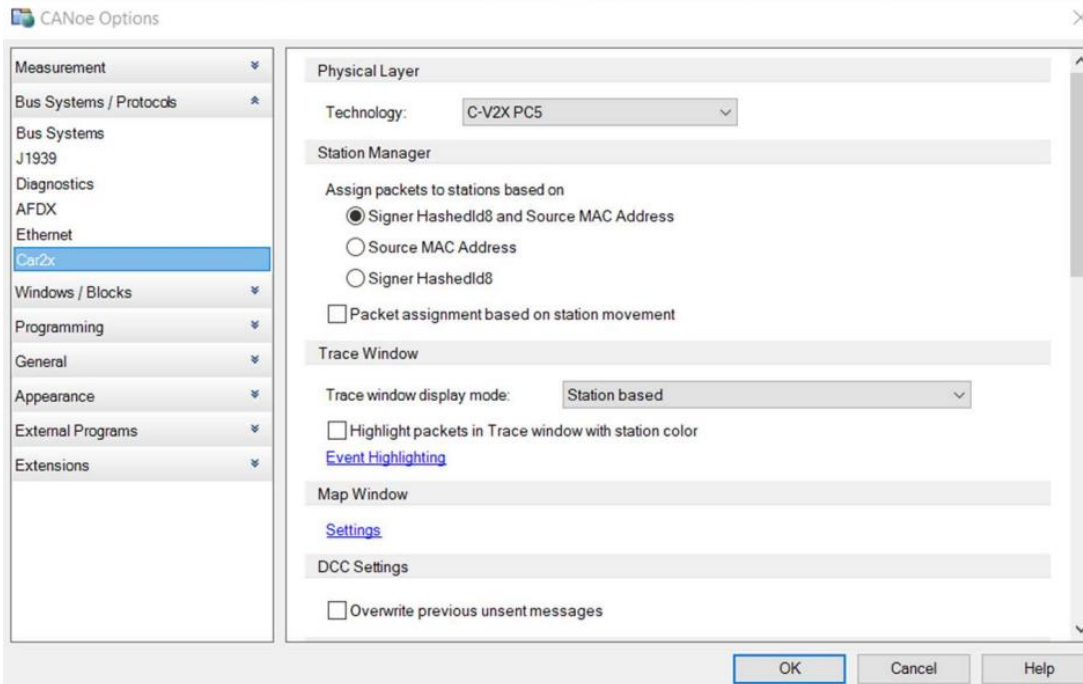 CANoe Options
Measurement
Bus Systems / Protocols
Bus Systems
J1939
Diagnostics
AFDX
Ethernet
Car2x
Windows / Blocks
Programming
General
Appearance
External Programs
Extensions
Physical Layer
Technology: C-V2X PC5
Station Manager
Assign packets to stations based on
Signer HashedId8 and Source MAC Address
Source MAC Address
Signer HashedId8
Packet assignment based on station movement
Trace Window
Trace window display mode: Station based
Highlight packets in Trace window with station color
Event Highlighting
Map Window
Settings
DCC Settings
Overwrite previous unsent messages
OK Cancel Help